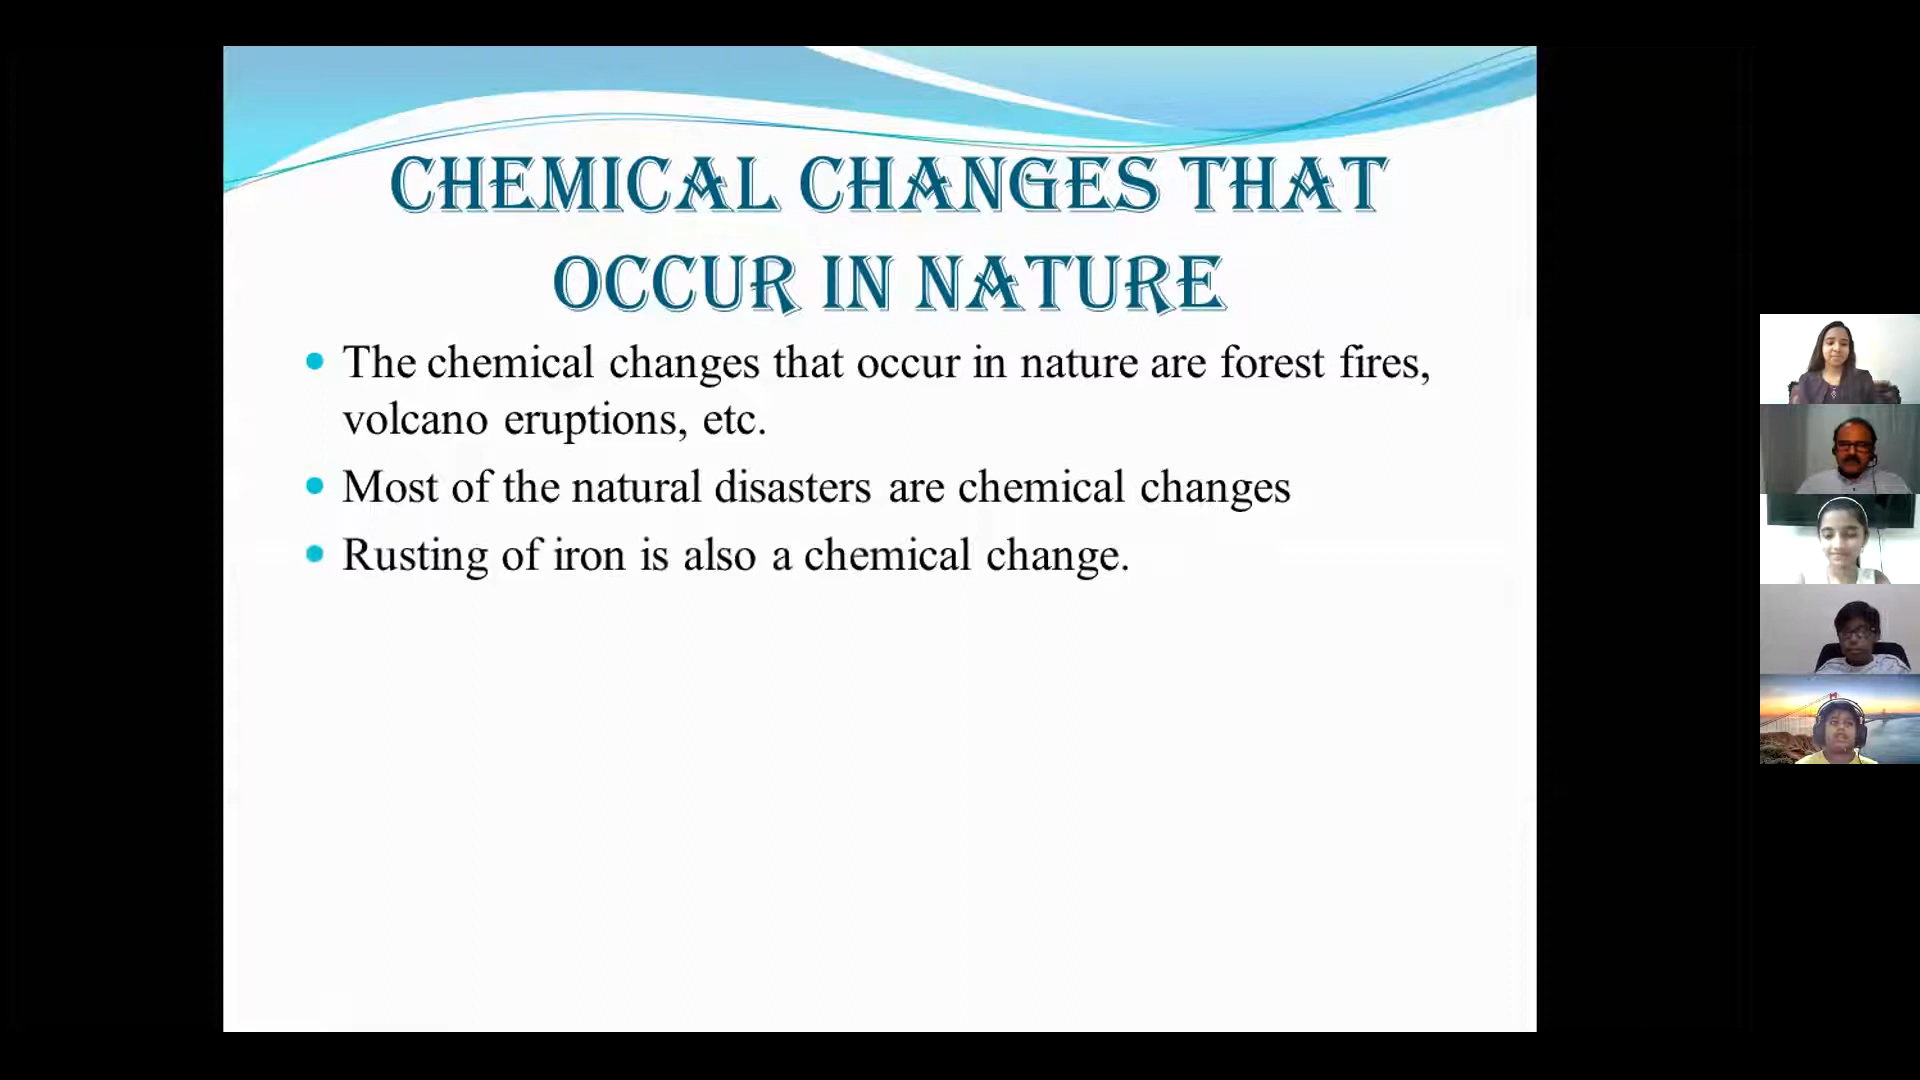 CHEMICAL CHANGES THAT
OCCUR IN NATURE
The chemical changes that occur in nature are forest fires,
volcano eruptions, etc.
Most of the natural disasters are chemical changes
Rusting of iron is also a chemical change.